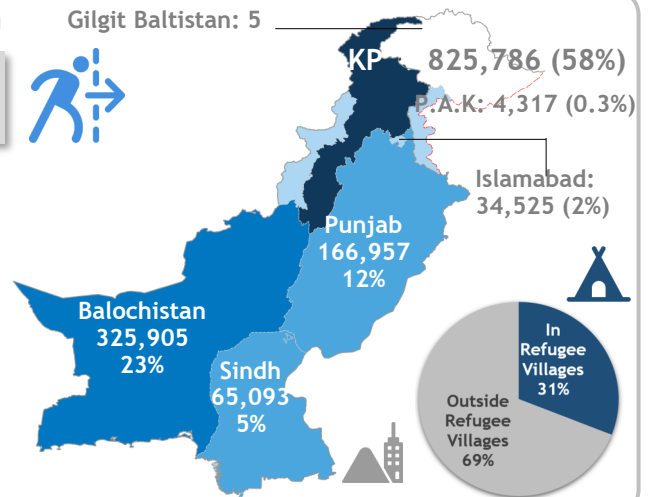 Gilgit Baltistan: 5
KP 825,786 (58%)
P.A.K: 4,317 (0.3%)
Islamabad:
34,525 (2%)
Punjab
166,957
12%
Balochistan
325,905
23%
Sindh
65,093
5%
In
Refugee
Villages
31%
Outside
Refugee
Villages
69%